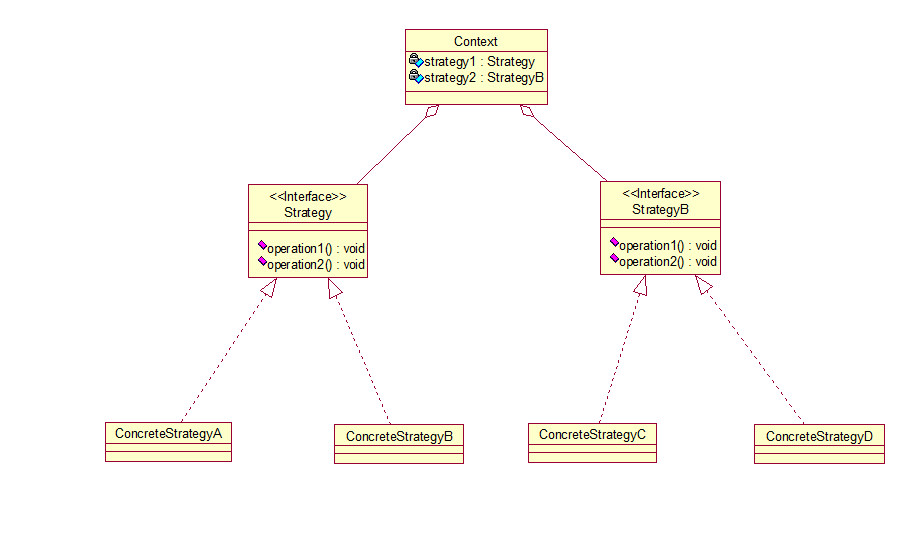 Context
strategy1 : Strategy
strategy2 : StrategyB
<<Interface>>
Strategy
operation1() : void
operation2() : void
<<Interface>>
StrategyB
operation1() : void
operation2() : void
ConcreteStrategyA
ConcreteStrategyB
ConcreteStrategyC
ConcreteStrategyD